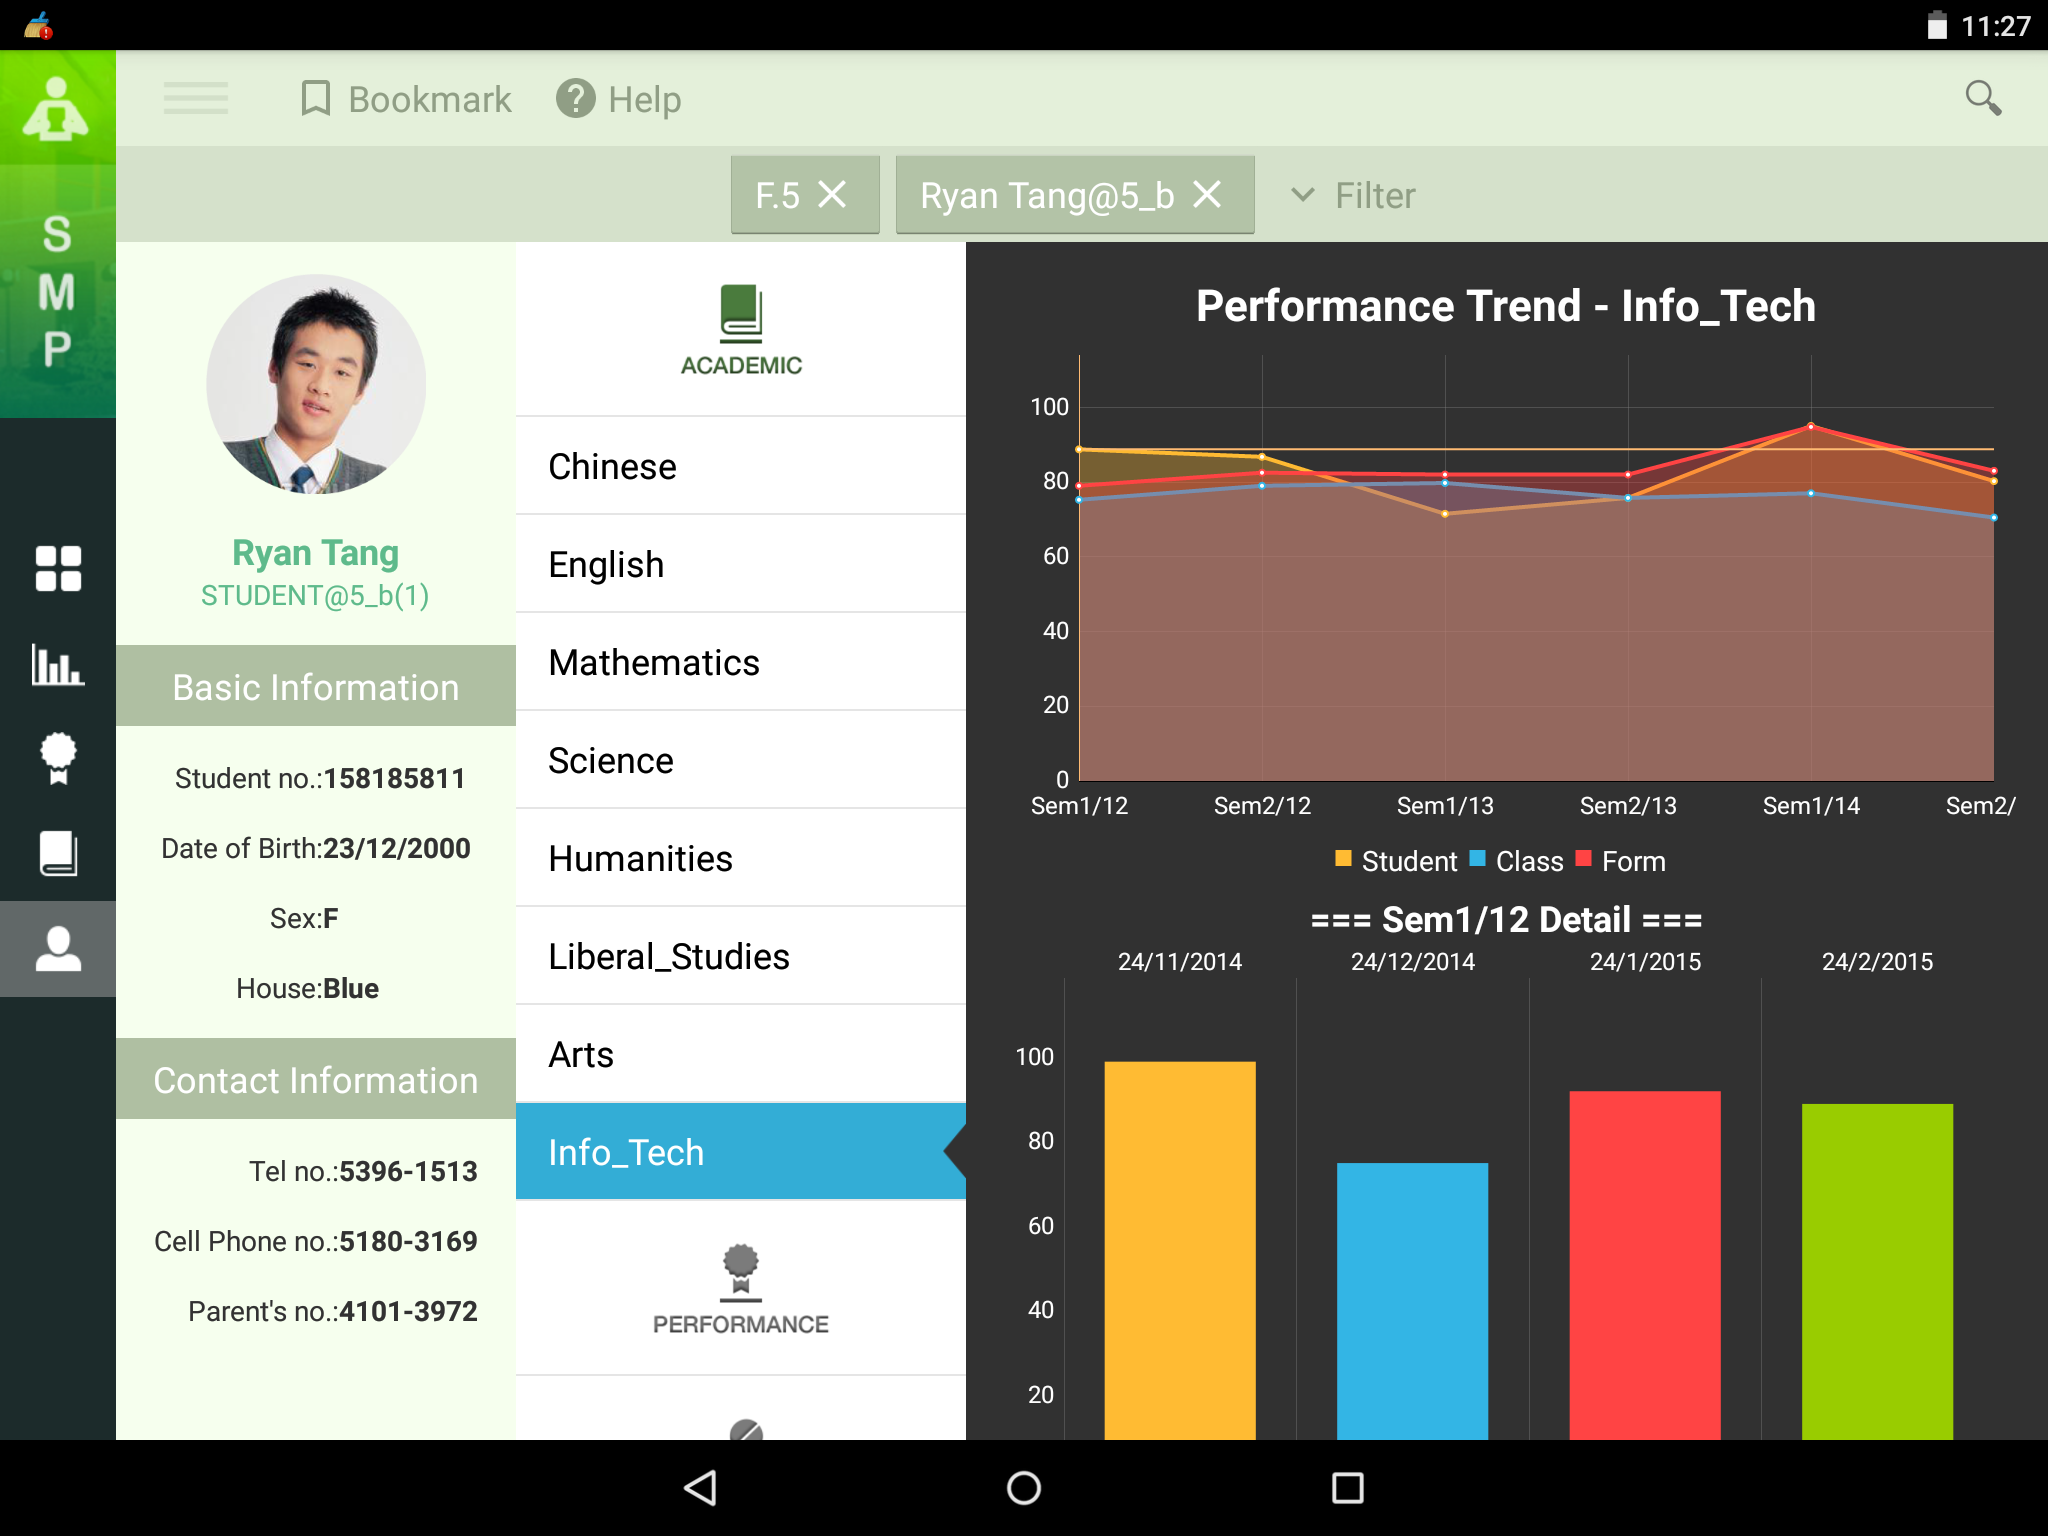 11:27
S
M
P
Bookmark
Help
F.5
Ryan Tang@5_b
Filter
Ryan Tang
STUDENT@5_b(1)
Basic Information
Student no.:158185811
Date of Birth:23/12/2000
Sex:F
House:Blue
Contact Information
Tel no.:5396-1513
Cell Phone no.:5180-3169
Parent's no.:4101-3972
ACADEMIC
Chinese
English
Mathematics
Science
Humanities
Liberal_Studies
Arts
Info_Tech
PERFORMANCE
Performance Trend - Info_Tech
100
80
60
40
20
0
Sem1/12 Sem2/12 Sem1/13 Sem2/13 Sem1/14 Sem2/
Student Class Form
=== Sem1/12 Detail ===
24/11/2014 24/12/2014 24/1/2015 24/2/2015
100
80
60
40
20